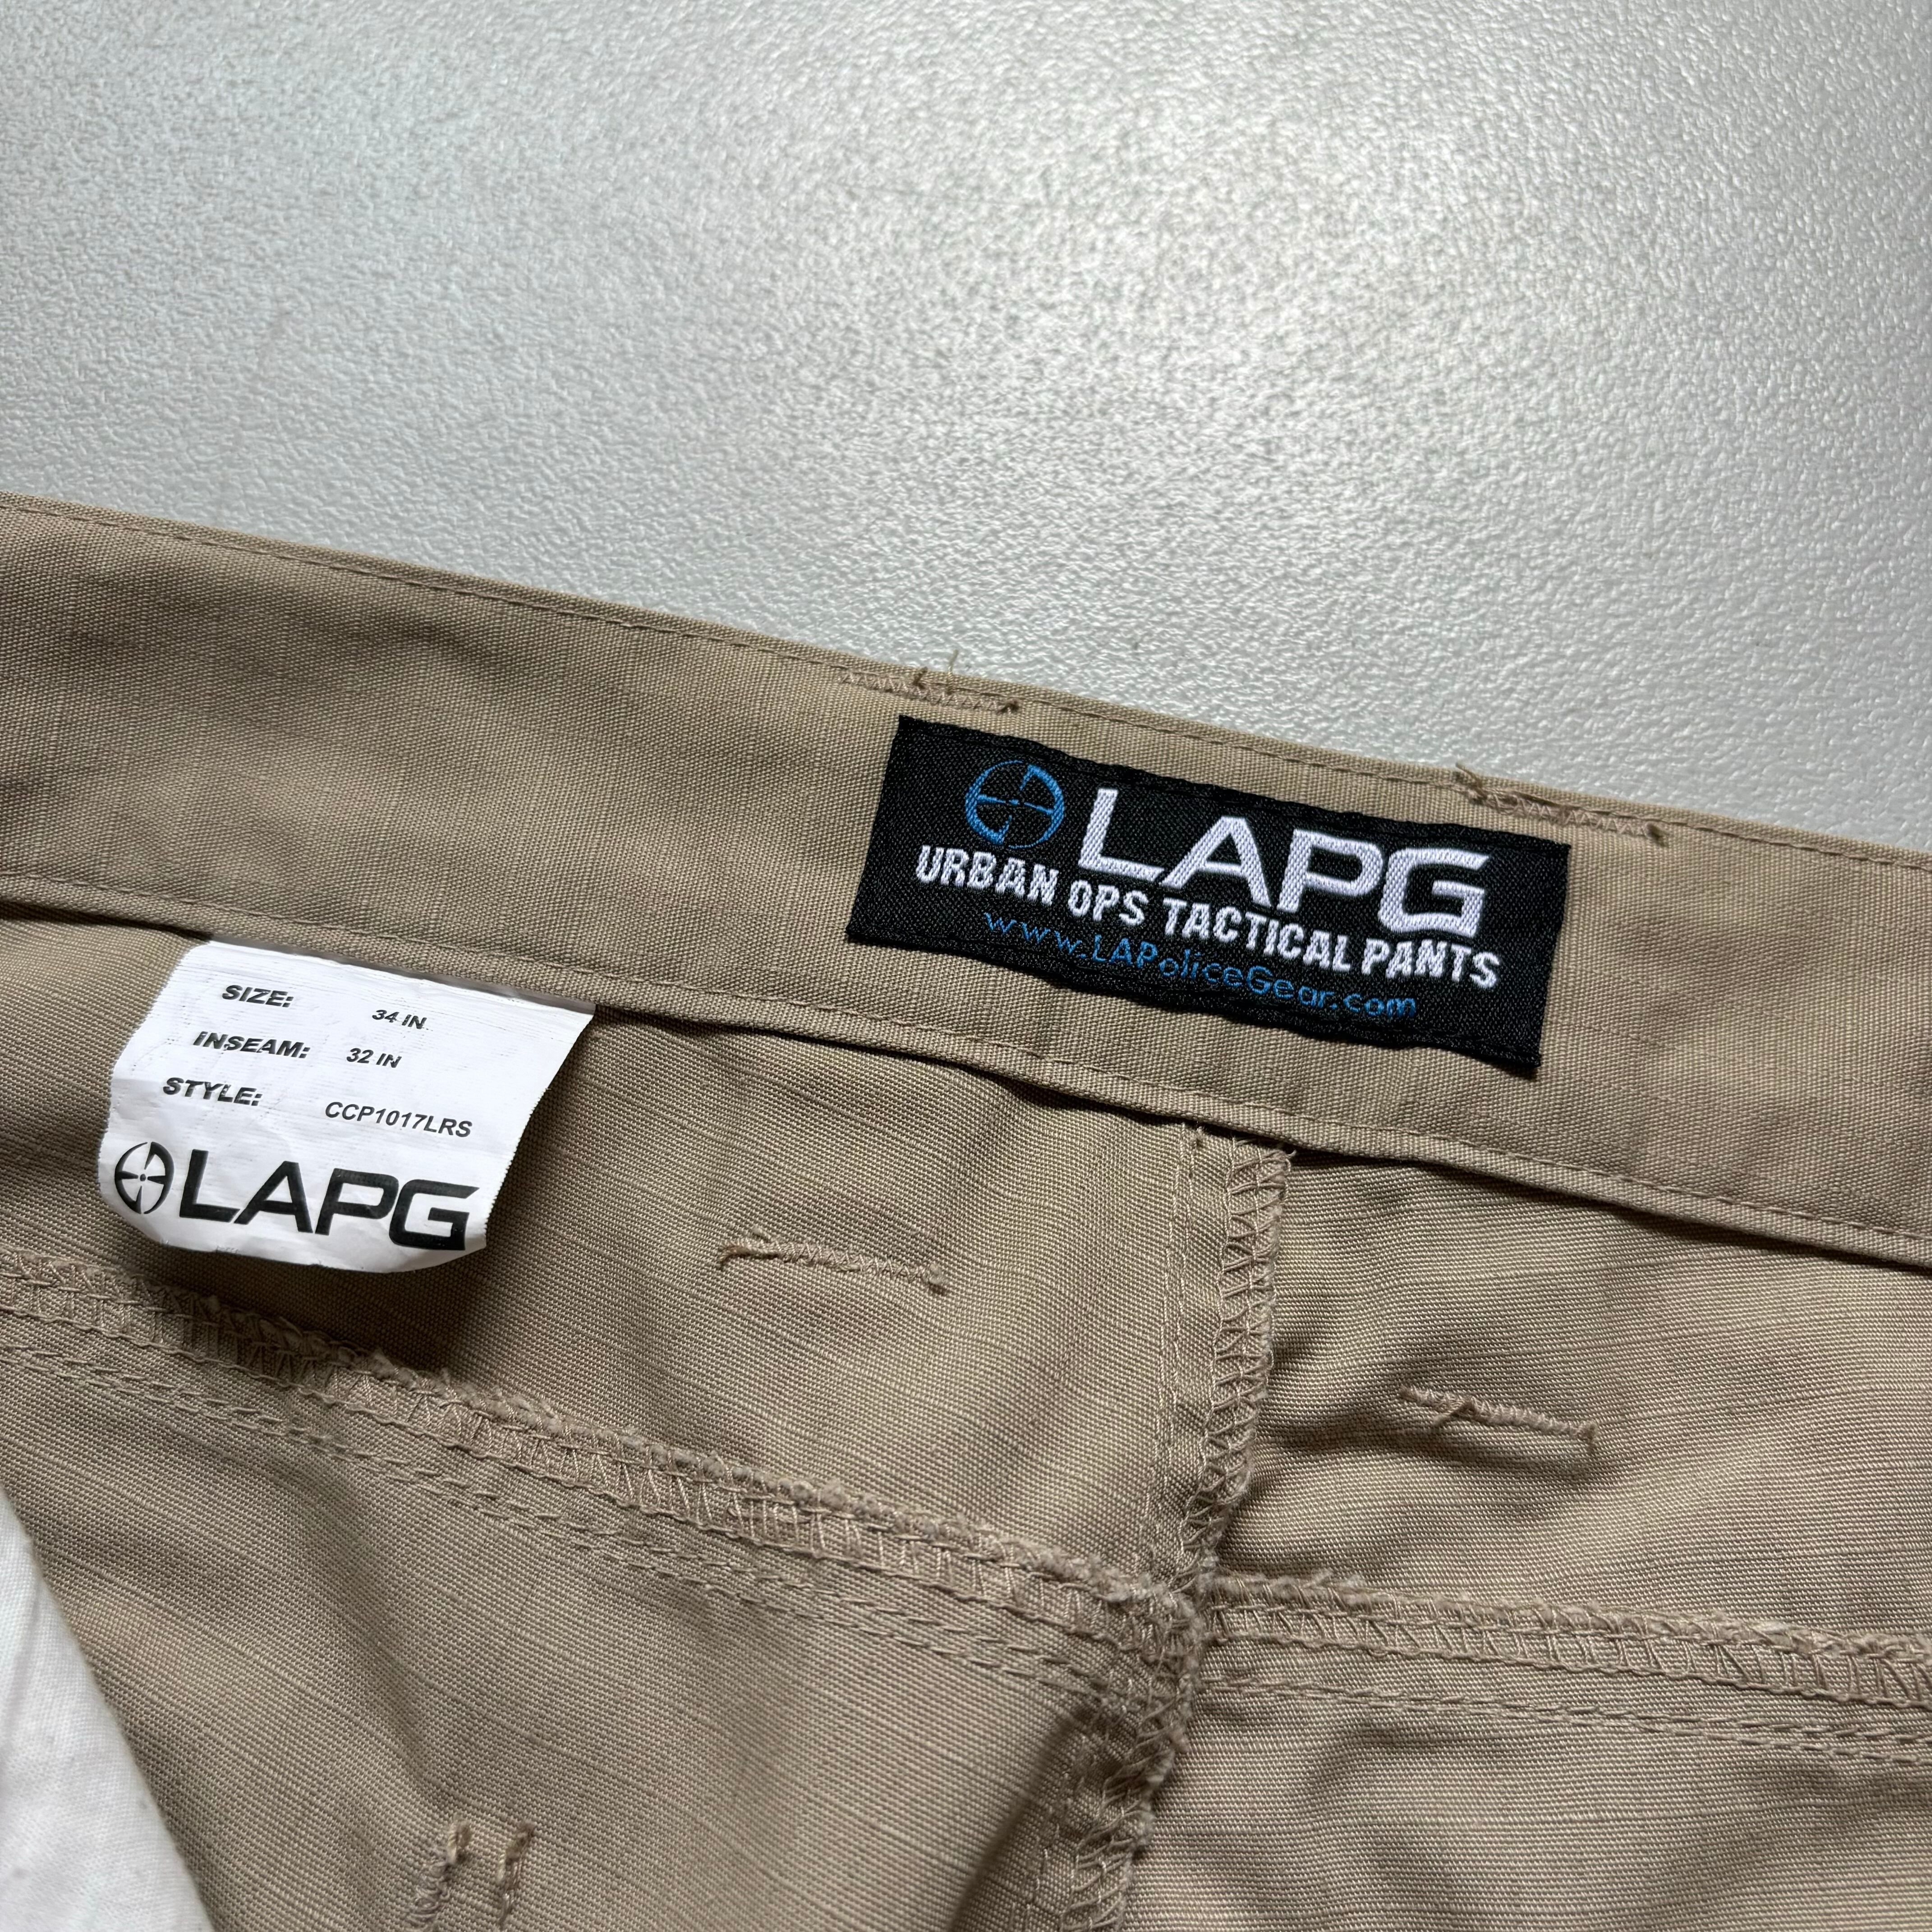 LAPG
URBAN OPS TACTICAL PANTS
www.LAPoliceGear.com
SIZE: 34 IN
INSEAM: 32 IN
STYLE: CCP1017LRS
LAPG